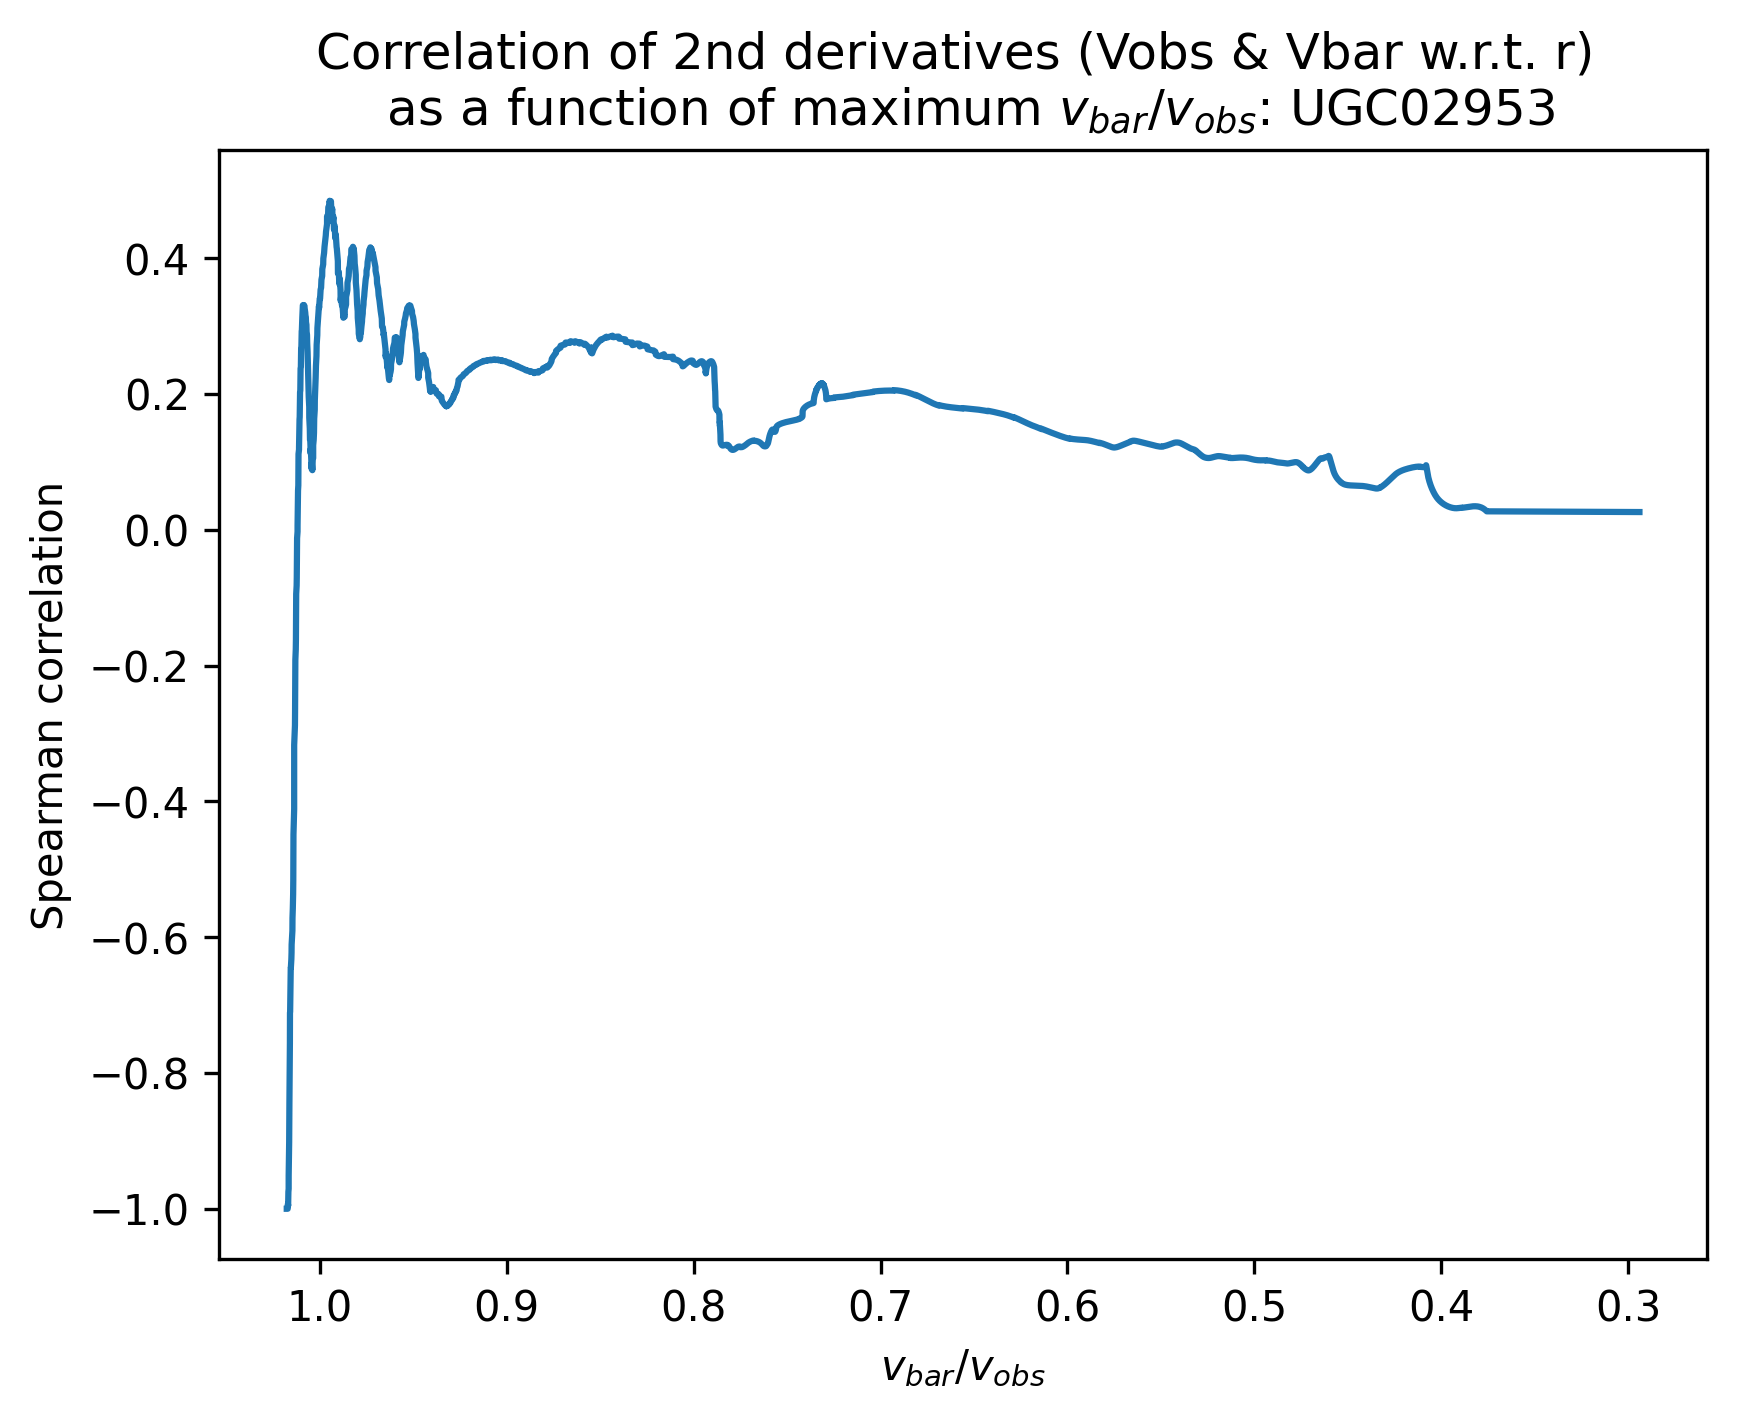 Correlation of 2nd derivatives (Vobs & Vbar w.r.t. r)
as a function of maximum v_bar/v_obs: UGC02953
Spearman correlation
0.4
0.2
0.0
−0.2
−0.4
−0.6
−0.8
−1.0
1.0 0.9 0.8 0.7 0.6 0.5 0.4 0.3
v_bar/v_obs